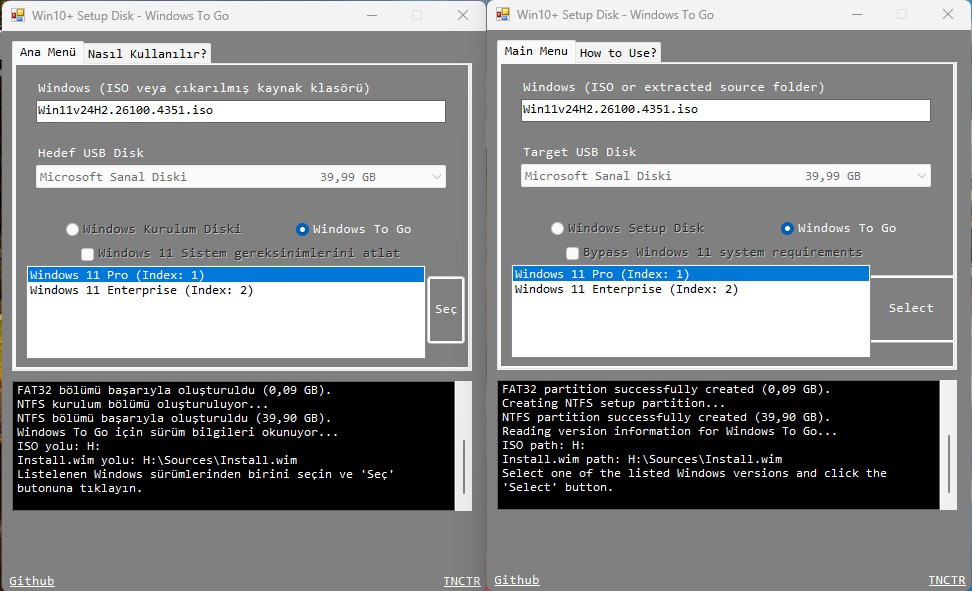 Win10+ Setup Disk - Windows To Go
Ana Menü
Nasıl Kullanılır?
Windows (ISO veya çıkarılmış kaynak klasörü)
Win11v24H2.26100.4351.iso
Hedef USB Disk
Microsoft Sanal Diski 39,99 GB
Windows Kurulum Diski
Windows To Go
Windows 11 Sistem gereksinimlerini atlat
Windows 11 Pro (Index: 1)
Windows 11 Enterprise (Index: 2)
Seç
FAT32 bölümü başarıyla oluşturuldu (0,09 GB).
NTFS kurulum bölümü oluşturuluyor...
NTFS bölümü başarıyla oluşturuldu (39,90 GB).
Windows To Go için sürüm bilgileri okunuyor...
ISO yolu: H:
Install.wim yolu: H:\Sources\Install.wim
Listelenen Windows sürümlerinden birini seçin ve 'Seç'
butonuna tıklayın.
Github
TNCTR
Win10+ Setup Disk - Windows To Go
Main Menu
How to Use?
Windows (ISO or extracted source folder)
Win11v24H2.26100.4351.iso
Target USB Disk
Microsoft Sanal Diski 39,99 GB
Windows Setup Disk
Windows To Go
Bypass Windows 11 system requirements
Windows 11 Pro (Index: 1)
Windows 11 Enterprise (Index: 2)
Select
FAT32 partition successfully created (0,09 GB).
Creating NTFS setup partition...
NTFS partition successfully created (39,90 GB).
Reading version information for Windows To Go...
ISO path: H:
Install.wim path: H:\Sources\Install.wim
Select one of the listed Windows versions and click the
'Select' button.
Github
TNCTR